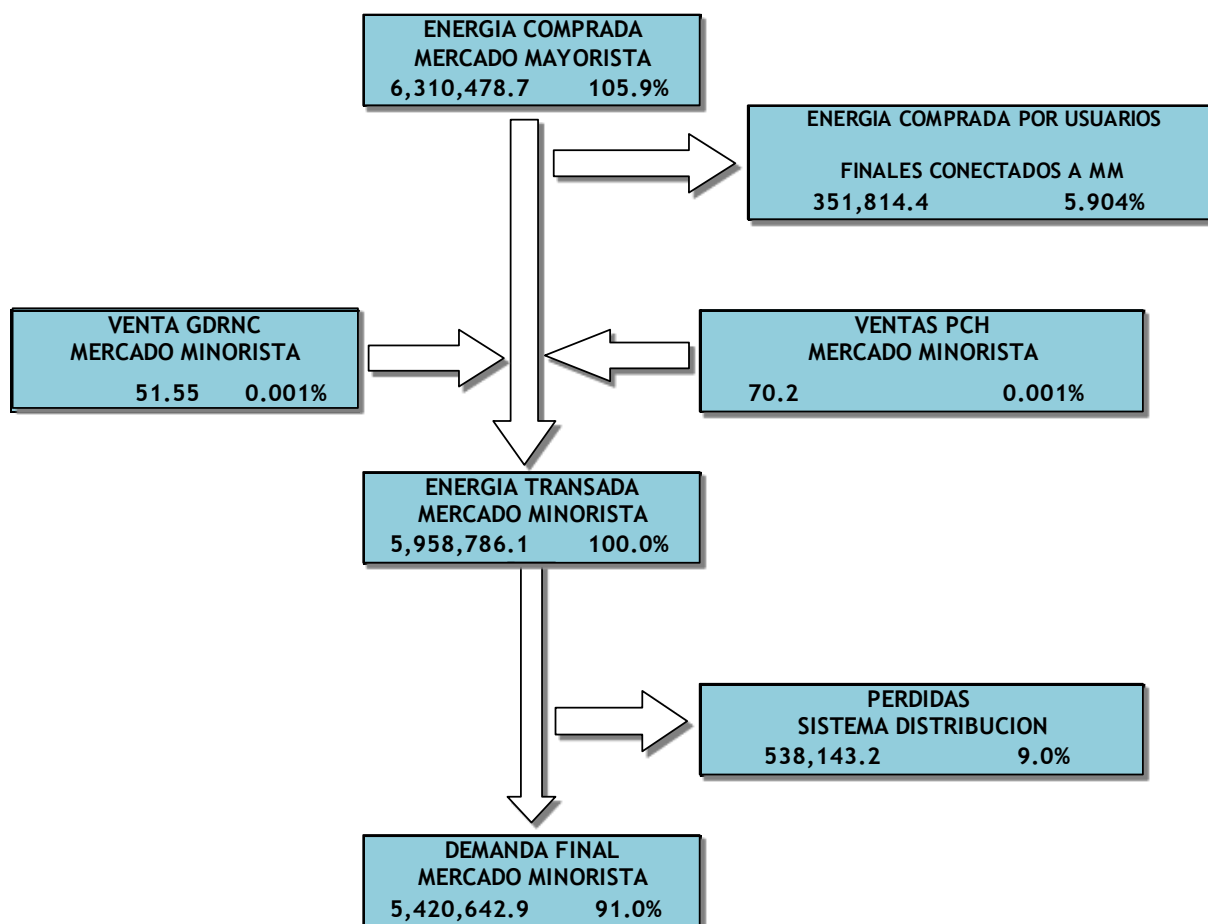 ENERGIA COMPRADA
MERCADO MAYORISTA
6,310,478.7 105.9%
ENERGIA COMPRADA POR USUARIOS
FINALES CONECTADOS A MM
351,814.4 5.904%
VENTA GDRNC
MERCADO MINORISTA
51.55 0.001%
VENTAS PCH
MERCADO MINORISTA
70.2 0.001%
ENERGIA TRANSADA
MERCADO MINORISTA
5,958,786.1 100.0%
PERDIDAS
SISTEMA DISTRIBUCION
538,143.2 9.0%
DEMANDA FINAL
MERCADO MINORISTA
5,420,642.9 91.0%